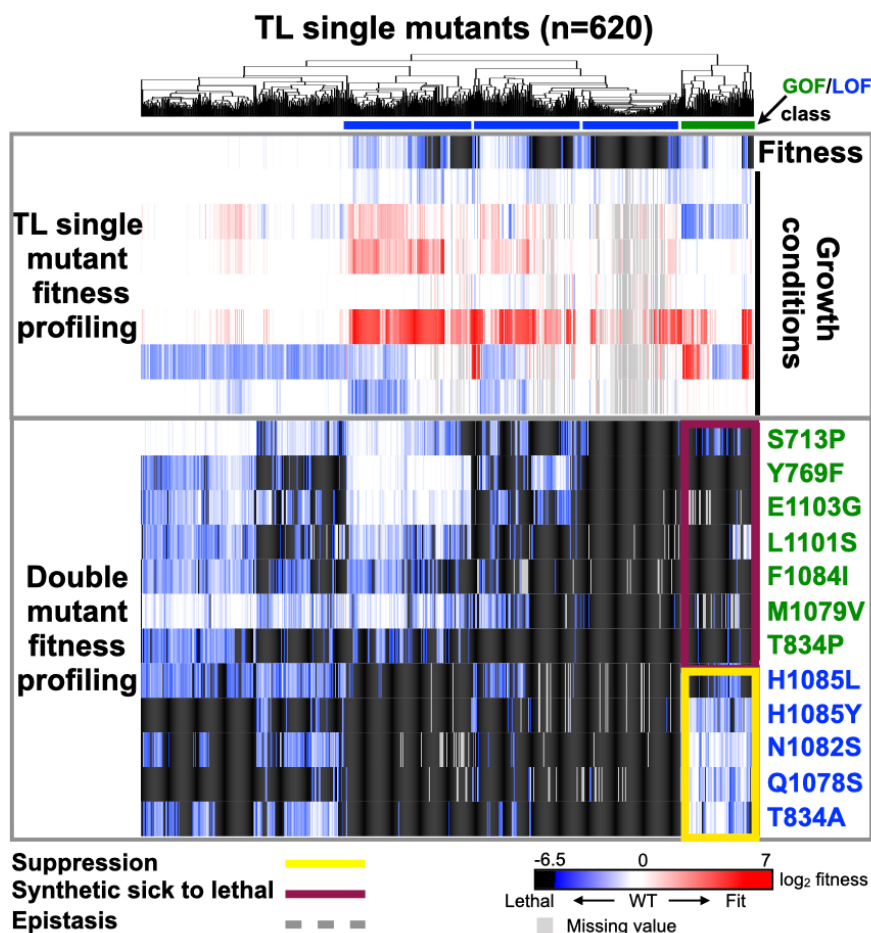 TL single mutants (n=620)
GOF/LOF
class
Fitness
TL single
mutant
fitness
profiling
Growth
conditions
S713P
Y769F
E1103G
L1101S
F1084I
M1079V
T834P
Double
mutant
fitness
profiling
H1085L
H1085Y
N1082S
Q1078S
T834A
Suppression
Synthetic sick to lethal
Epistasis
-6.5 0 7
log2 fitness
Lethal ← WT → Fit
Missing value